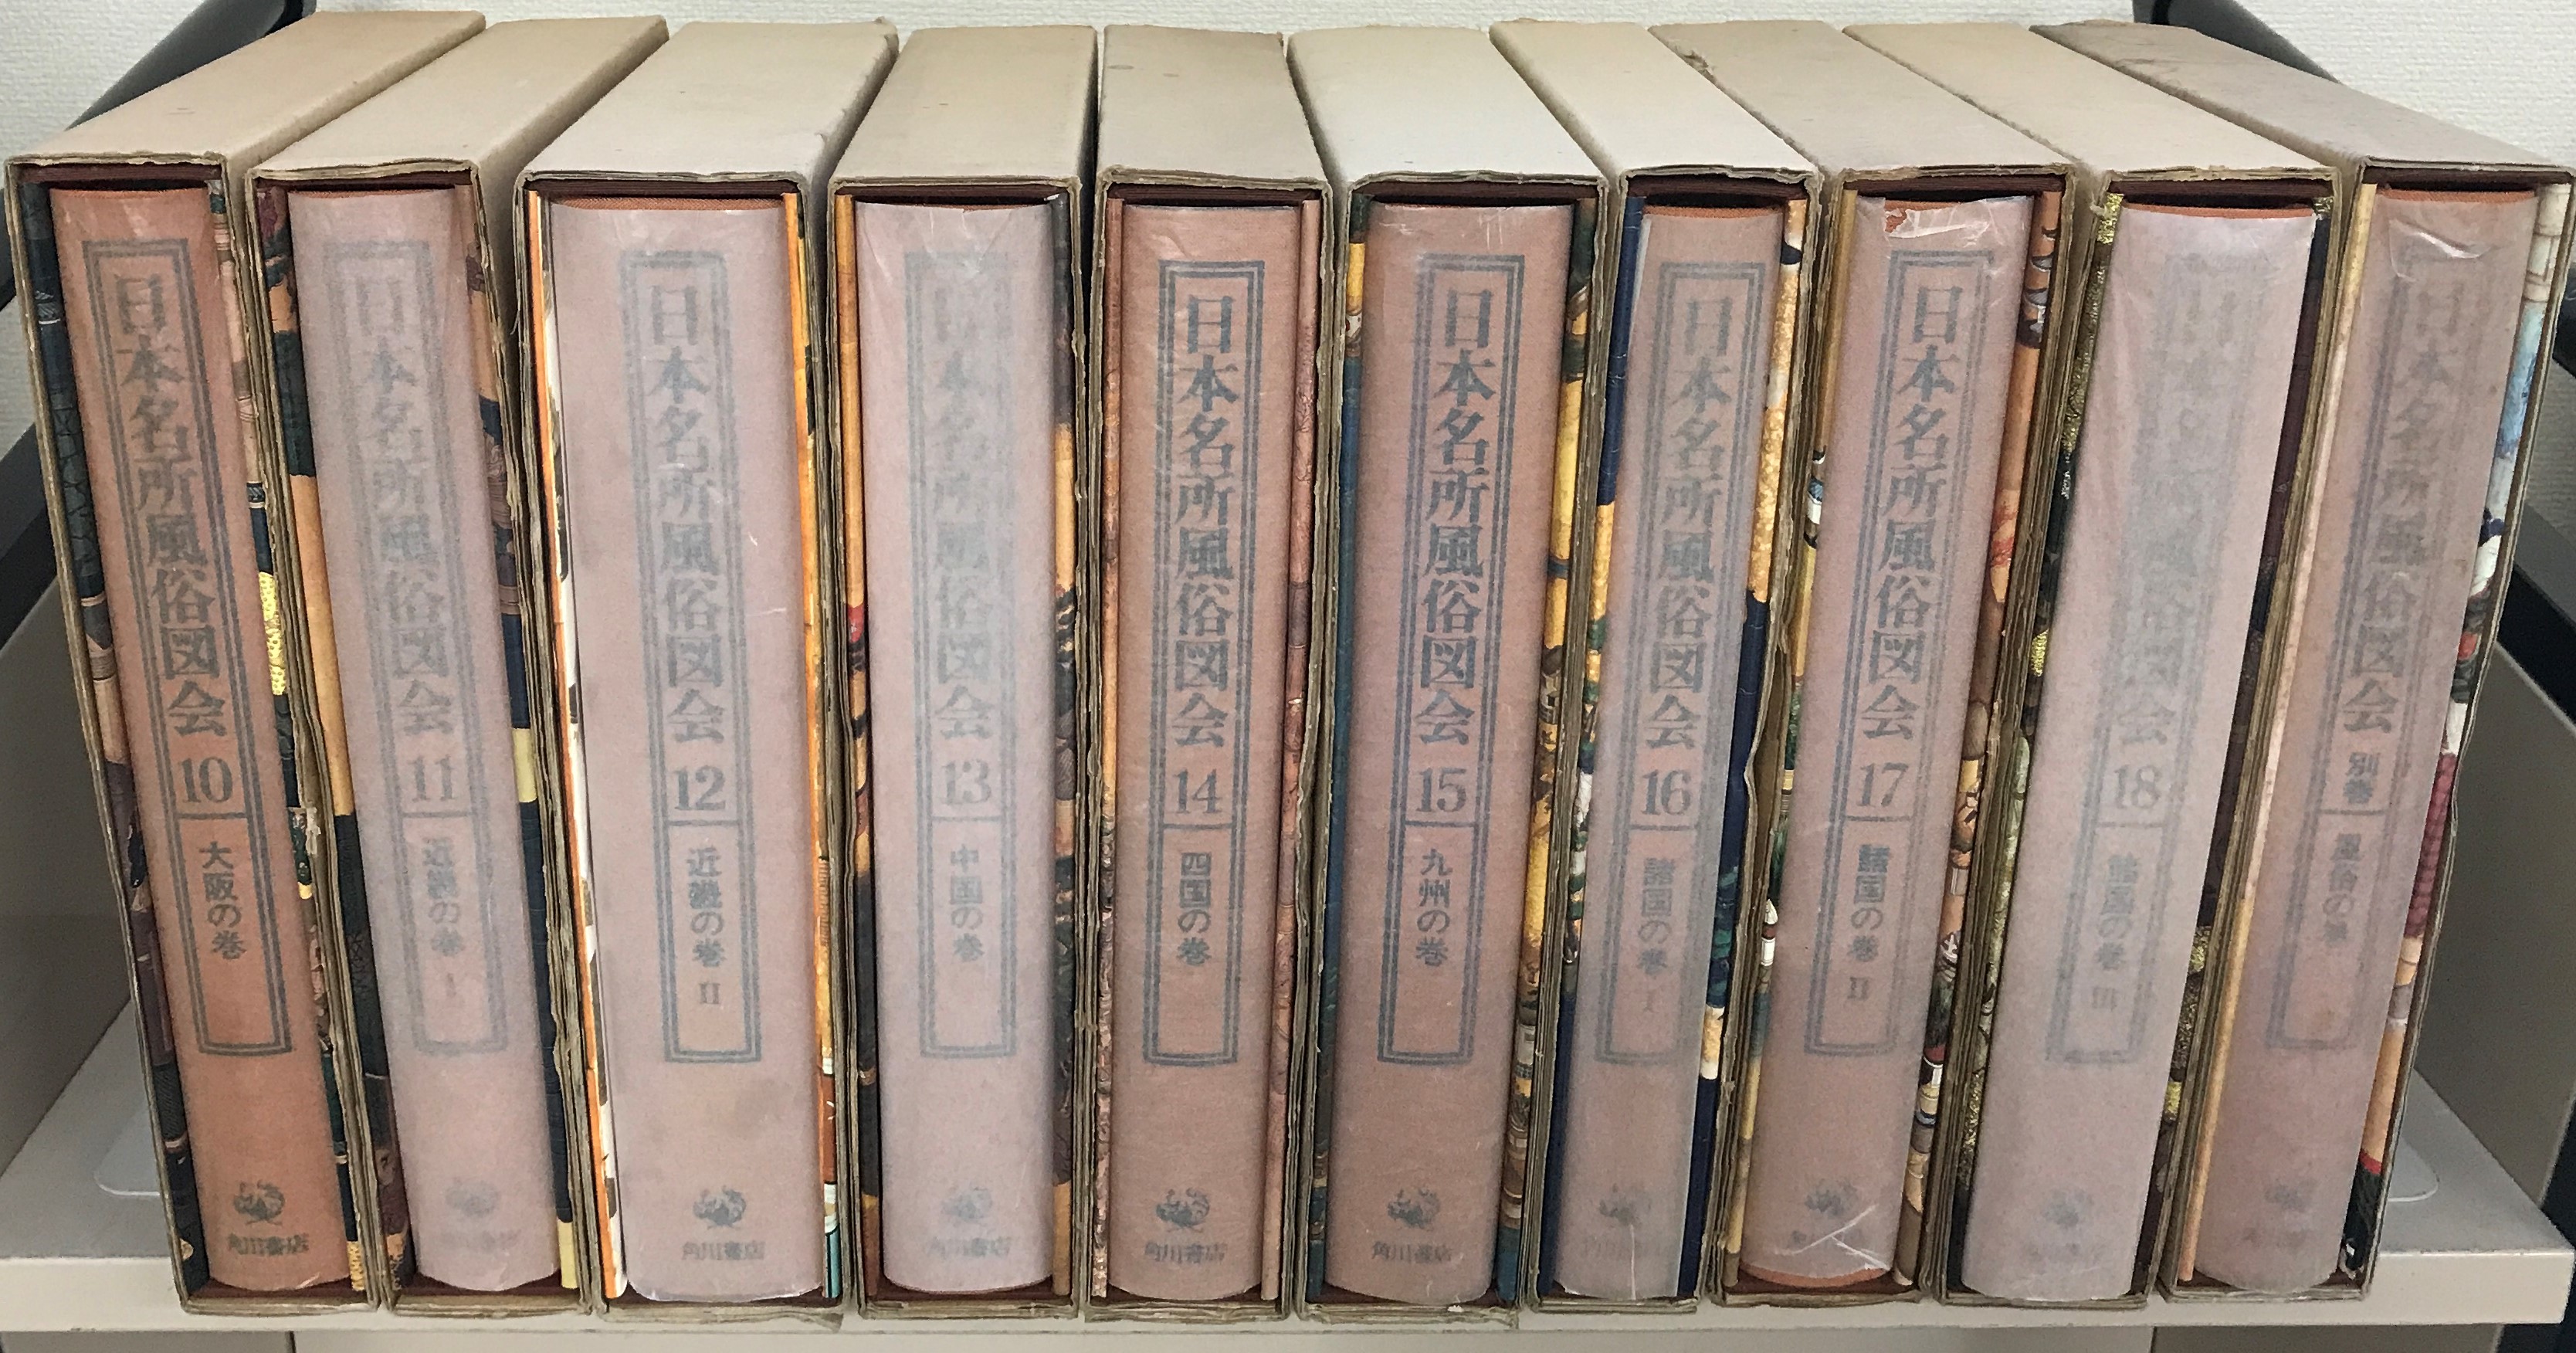 日本名所風俗図会 10 大阪の巻
角川書店
日本名所風俗図会 11 近畿の巻 I
日本名所風俗図会 12 近畿の巻 II
角川書店
日本名所風俗図会 13 中国の巻
角川書店
日本名所風俗図会 14 四国の巻
角川書店
日本名所風俗図会 15 九州の巻
角川書店
日本名所風俗図会 16 諸国の巻 I
日本名所風俗図会 17 諸国の巻 II
日本名所風俗図会 18 諸国の巻 III
日本名所風俗図会 別巻 風俗の巻